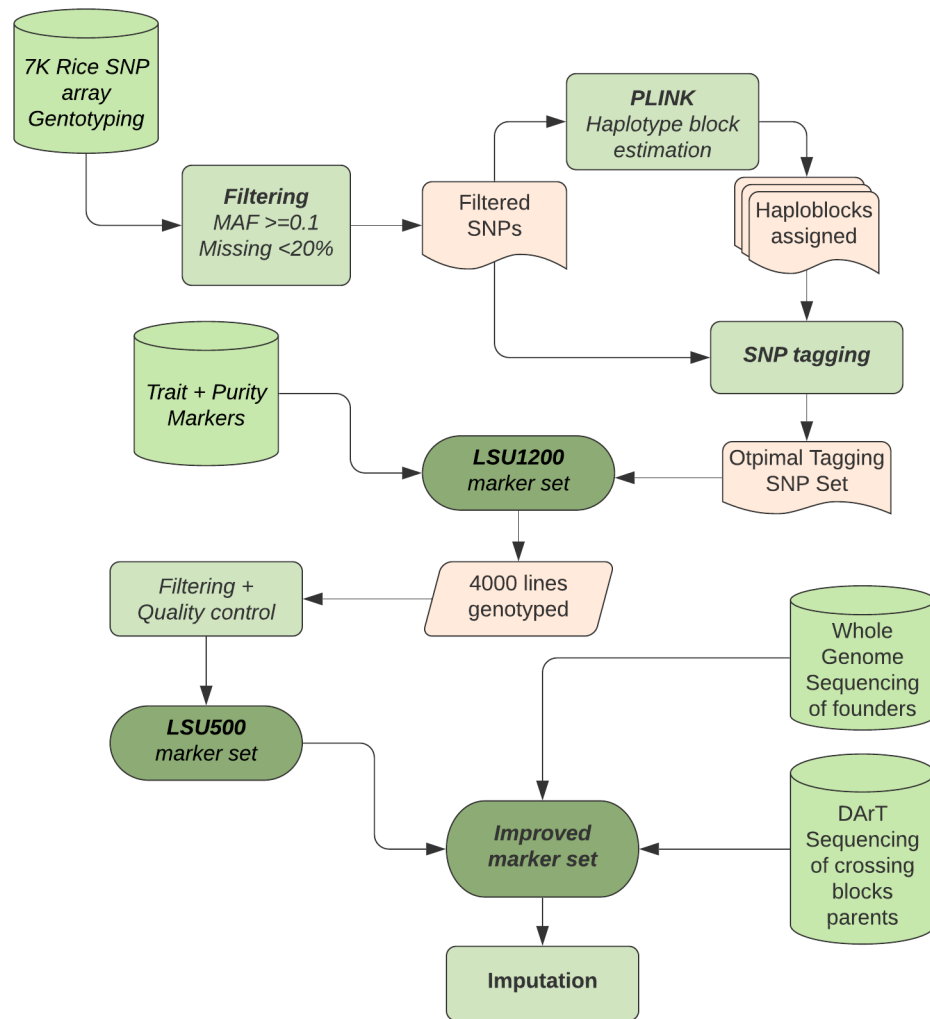 7K Rice SNP
array
Gentotyping
PLINK
Haplotype block
estimation
Filtering
MAF >=0.1
Missing <20%
Filtered
SNPs
Haploblocks
assigned
SNP tagging
Trait + Purity
Markers
LSU1200
marker set
Otpimal Tagging
SNP Set
Filtering +
Quality control
4000 lines
genotyped
Whole
Genome
Sequencing
of founders
LSU500
marker set
Improved
marker set
DArT
Sequencing
of crossing
blocks
parents
Imputation